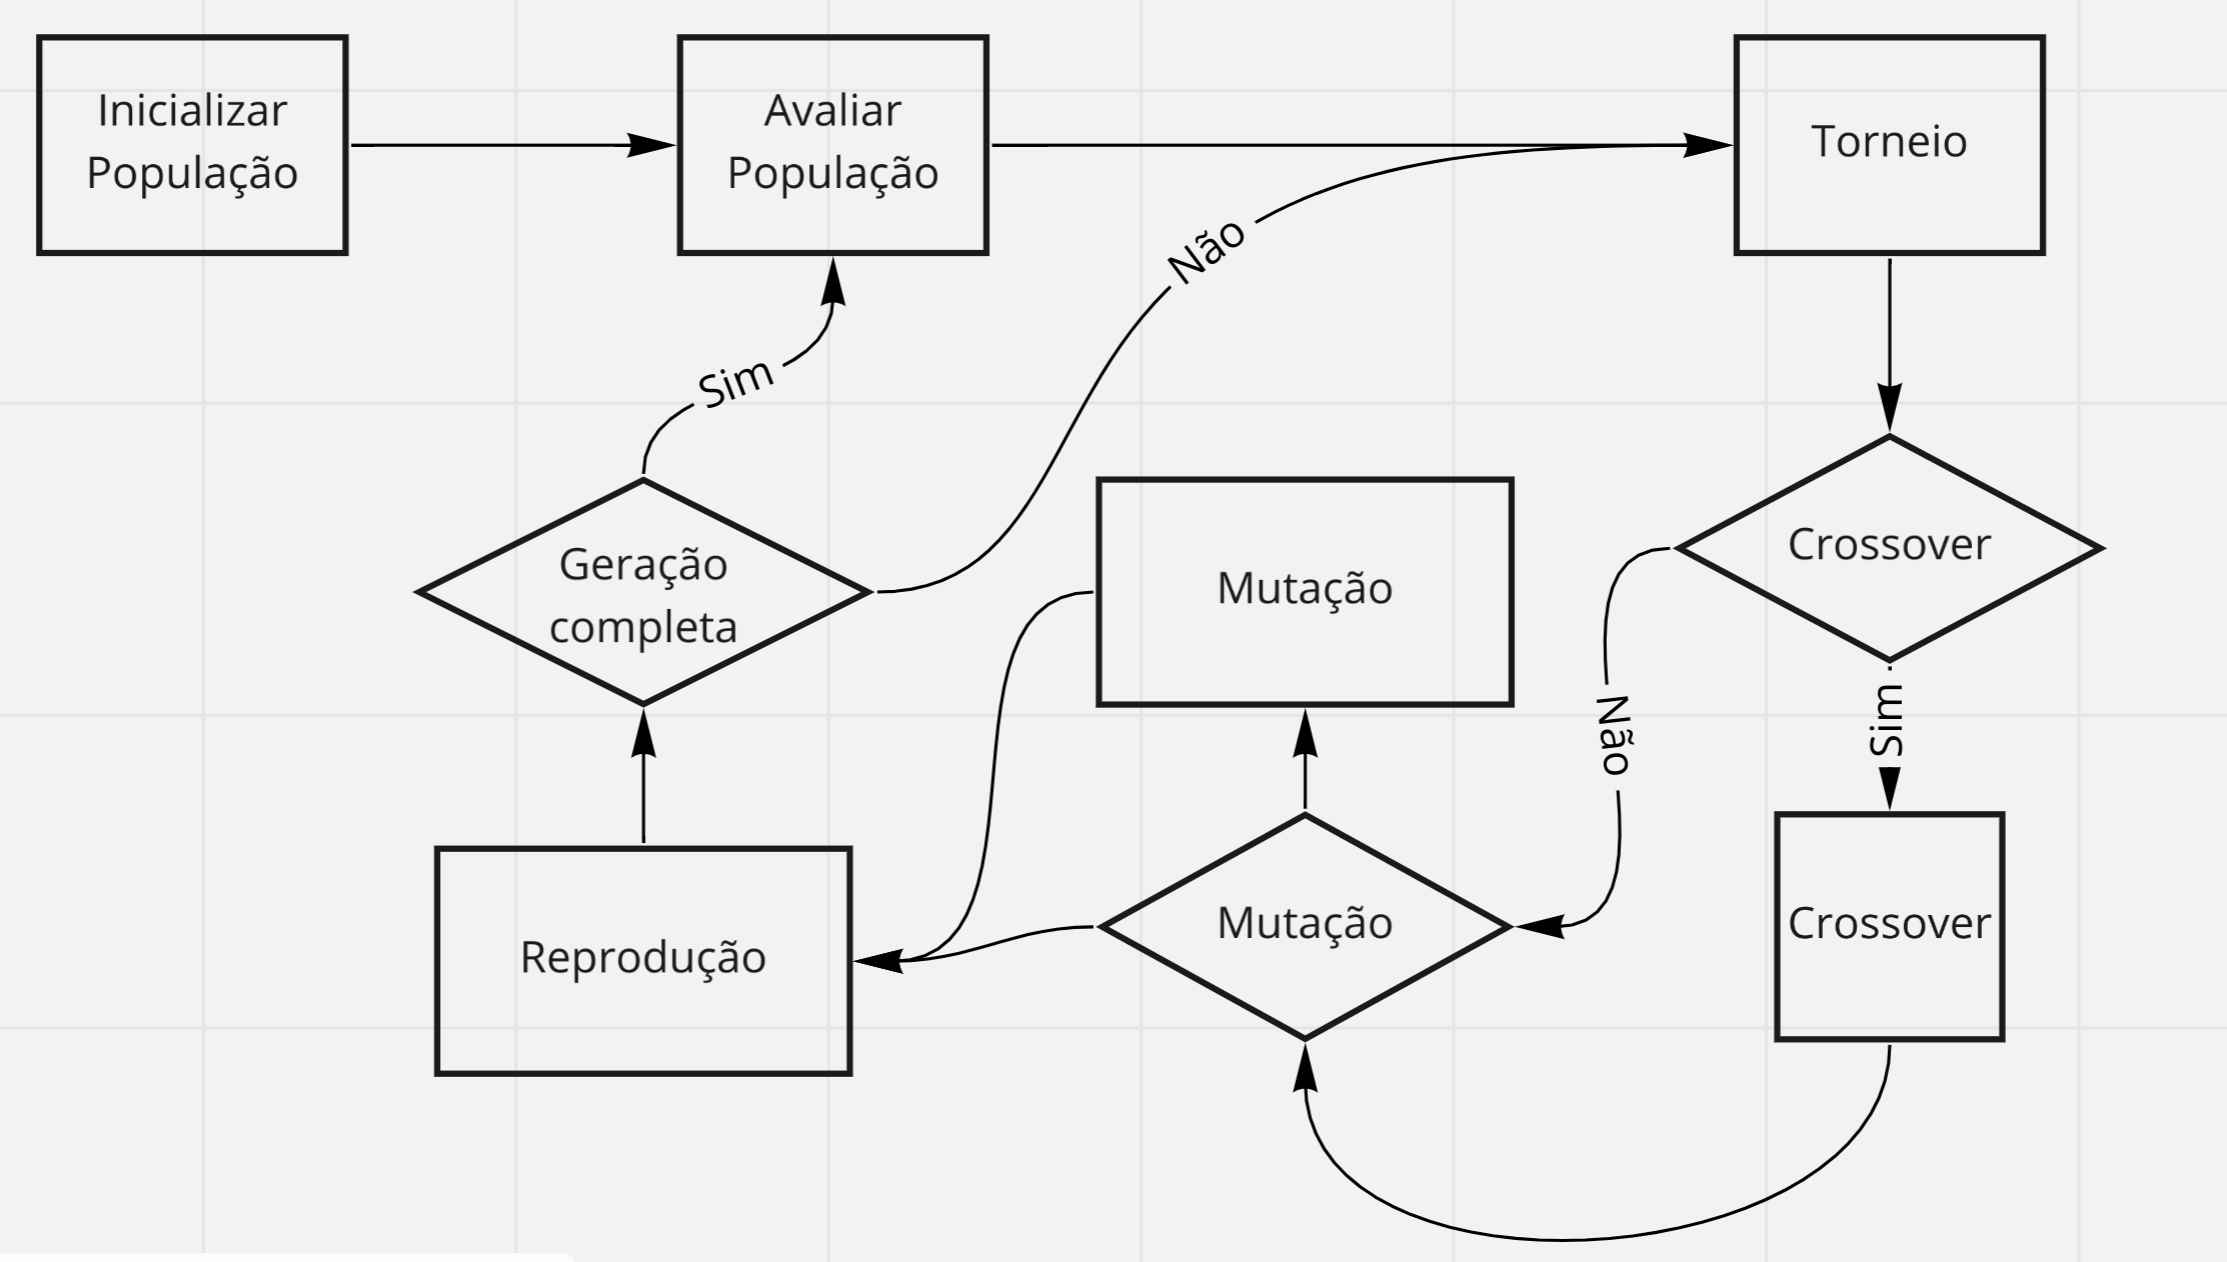 Inicializar
População
Avaliar
População
Torneio
Não
Sim
Crossover
Geração
completa
Mutação
Não
Sim
Mutação
Crossover
Reprodução